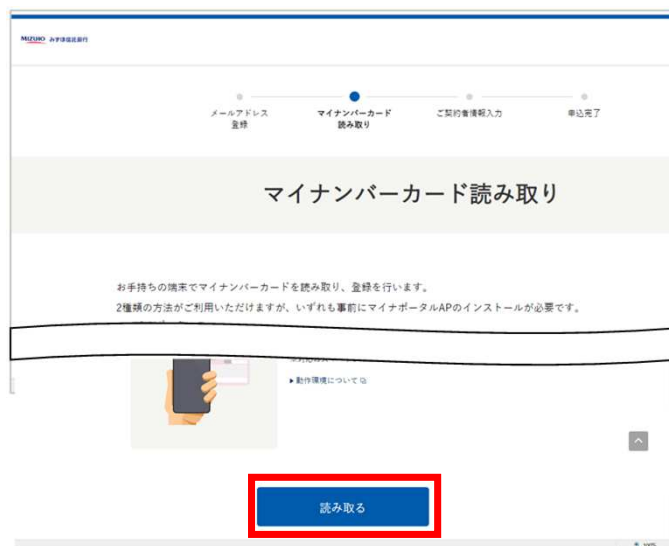 MIZUHO みずほ信託銀行
メールアドレス
登録
マイナンバーカード
読み取り
ご契約者情報入力
申込完了
マイナンバーカード読み取り
お手持ちの端末でマイナンバーカードを読み取り、登録を行います。
2種類の方法がご利用いただけますが、いずれも事前にマイナポータルAPのインストールが必要です。
▶動作環境について
読み取る